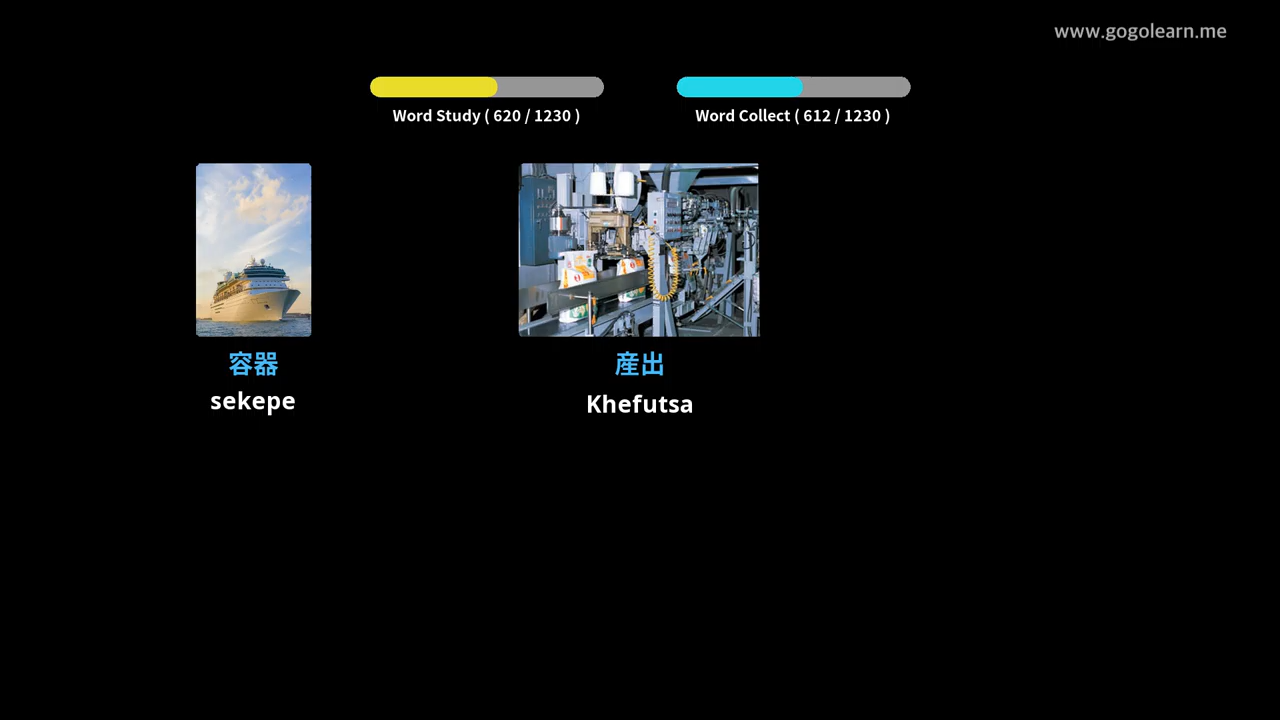 www.gogolearn.me
Word Study ( 620 / 1230 )
Word Collect ( 612 / 1230 )
容器
sekepe
産出
Khefutsa